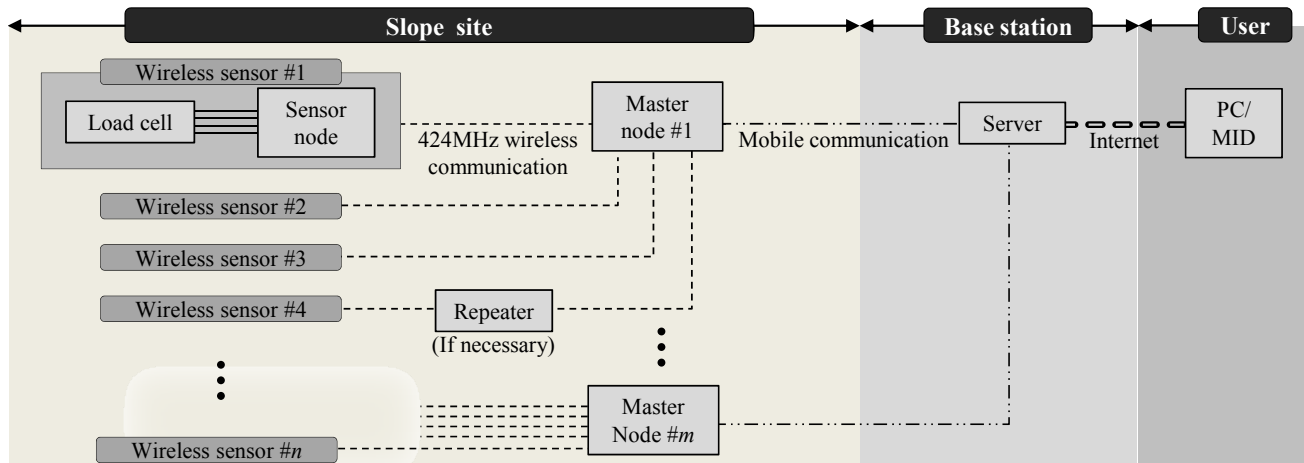 Slope site
Base station
User
Wireless sensor #1
Load cell
Sensor
node
424MHz wireless
communication
Master
node #1
Mobile communication
Server
Internet
PC/
MID
Wireless sensor #2
Wireless sensor #3
Wireless sensor #4
Repeater
(If necessary)
Master
Node #m
Wireless sensor #n